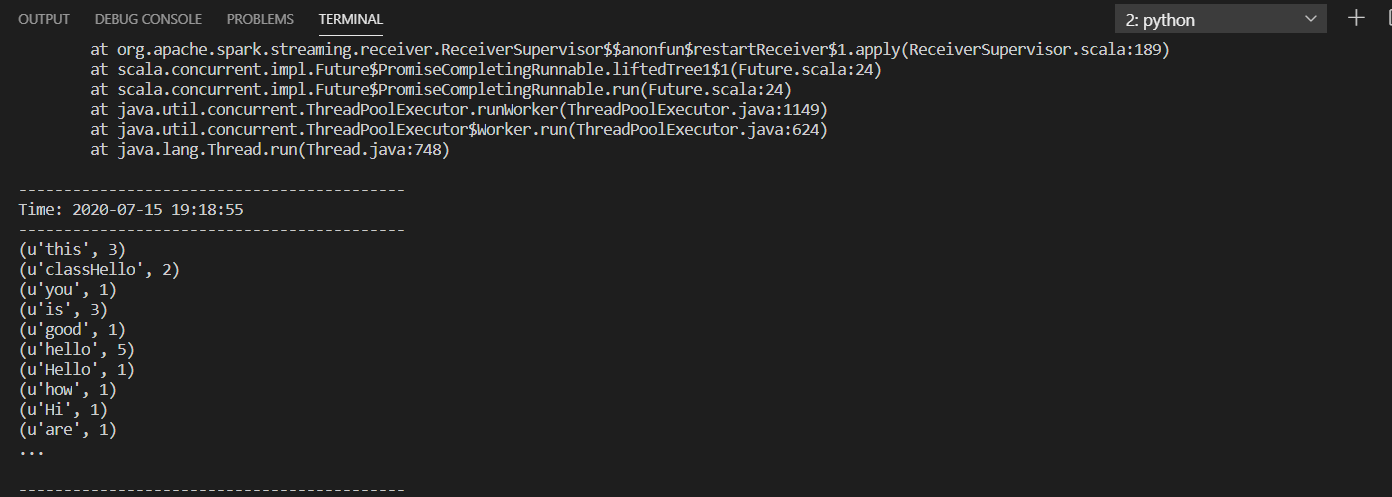 OUTPUT DEBUG CONSOLE PROBLEMS TERMINAL 2: python
at org.apache.spark.streaming.receiver.ReceiverSupervisor$$anonfun$restartReceiver$1.apply(ReceiverSupervisor.scala:189)
at scala.concurrent.impl.Future$PromiseCompletingRunnable.liftedTree1$1(Future.scala:24)
at scala.concurrent.impl.Future$PromiseCompletingRunnable.run(Future.scala:24)
at java.util.concurrent.ThreadPoolExecutor.runWorker(ThreadPoolExecutor.java:1149)
at java.util.concurrent.ThreadPoolExecutor$Worker.run(ThreadPoolExecutor.java:624)
at java.lang.Thread.run(Thread.java:748)
-------------------------------------------
Time: 2020-07-15 19:18:55
-------------------------------------------
(u'this', 3)
(u'classHello', 2)
(u'you', 1)
(u'is', 3)
(u'good', 1)
(u'hello', 5)
(u'Hello', 1)
(u'how', 1)
(u'Hi', 1)
(u'are', 1)
...
-------------------------------------------